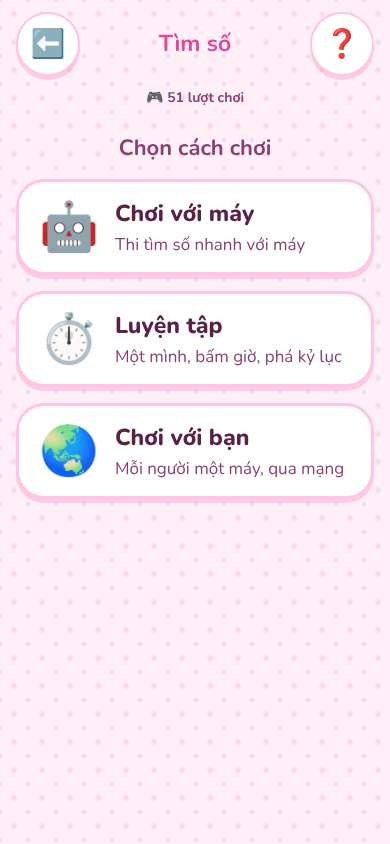 Tìm số
51 lượt chơi
Chọn cách chơi
Chơi với máy
Thi tìm số nhanh với máy
Luyện tập
Một mình, bấm giờ, phá kỷ lục
Chơi với bạn
Mỗi người một máy, qua mạng